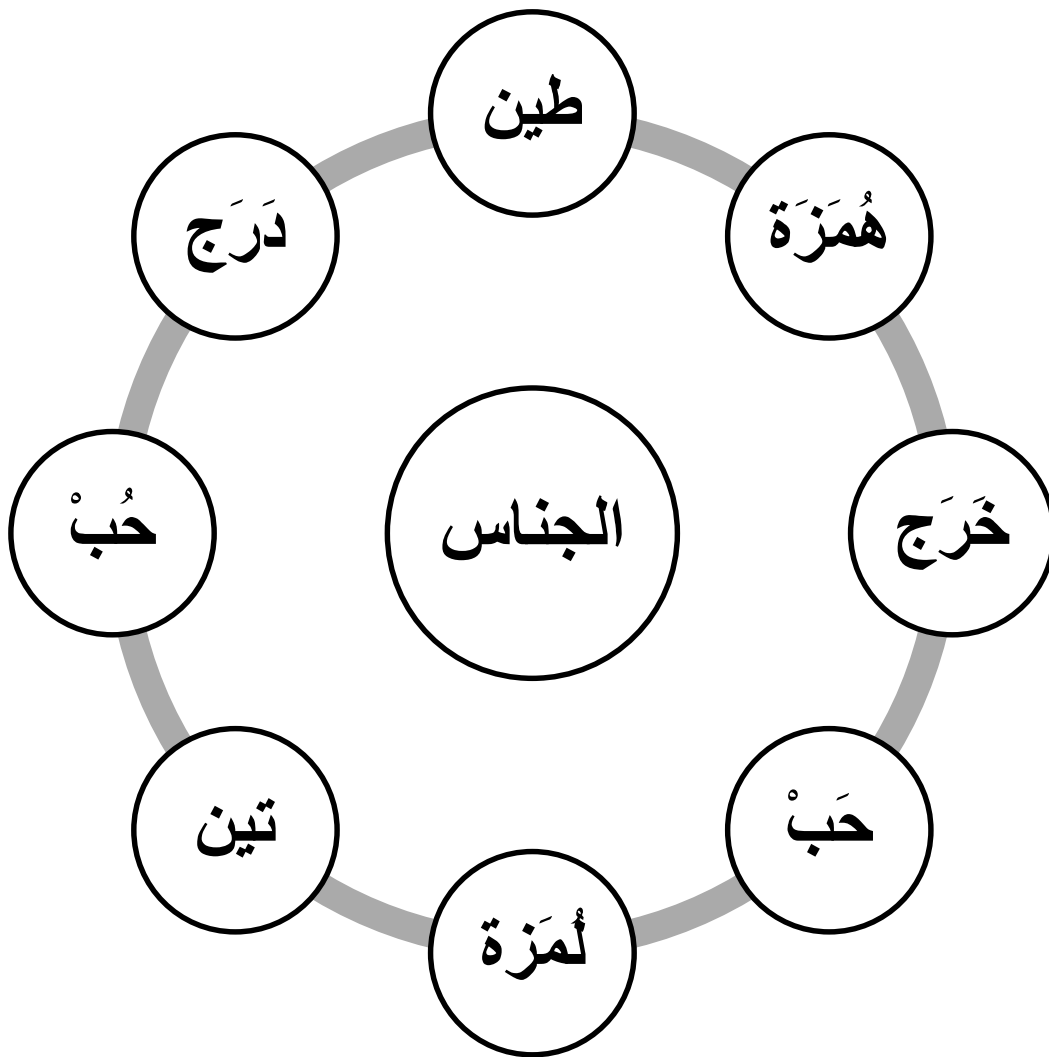 طين
هُمَزَة
خَرَج
حَبْ
لُمَزة
تين
حُبْ
دَرَج
الجناس